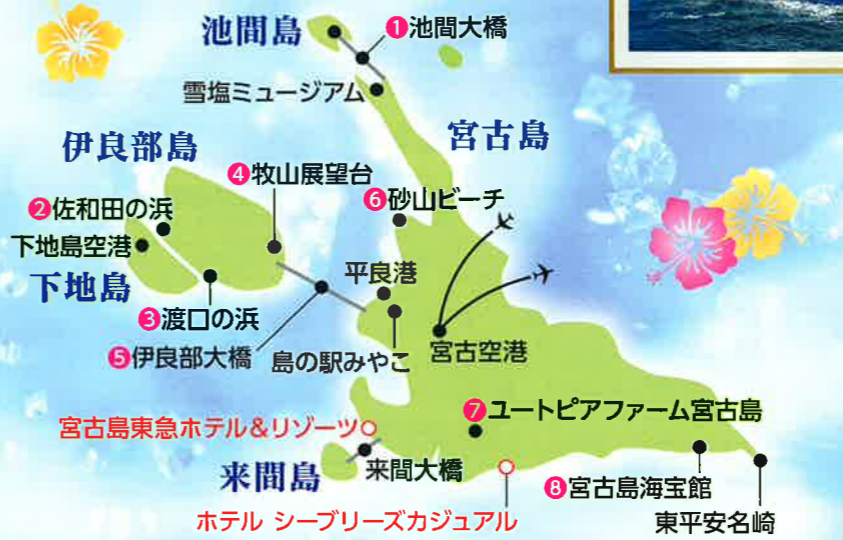 池間島
❶池間大橋
雪塩ミュージアム
宮古島
伊良部島
❹牧山展望台
❻砂山ビーチ
❷佐和田の浜
下地島空港
下地島
平良港
❸渡口の浜
❺伊良部大橋
島の駅みやこ
宮古空港
❼ユートピアファーム宮古島
宮古島東急ホテル&リゾーツ
来間島
来間大橋
❽宮古島海宝館
ホテル シーブリーズカジュアル
東平安名崎